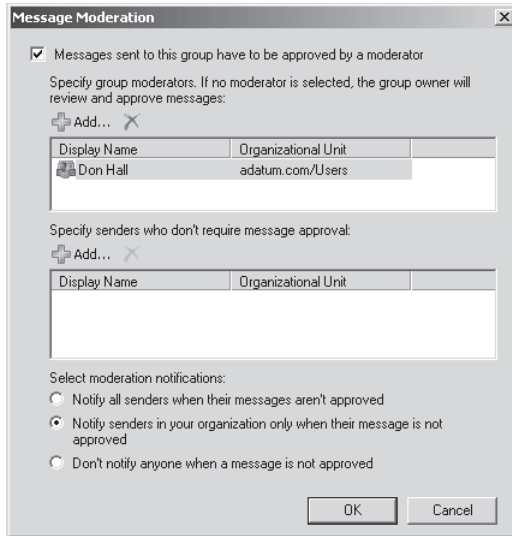 Message Moderation
Messages sent to this group have to be approved by a moderator
Specify group moderators. If no moderator is selected, the group owner will
review and approve messages:
Add...
Display Name Organizational Unit
Don Hall adatum.com/Users
Specify senders who don't require message approval:
Add...
Display Name Organizational Unit
Select moderation notifications:
Notify all senders when their messages aren't approved
Notify senders in your organization only when their message is not
approved
Don't notify anyone when a message is not approved
OK Cancel